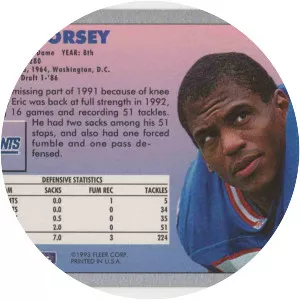 ORSEY
Dame YEAR: 8th
280
, 1964, Washington, D.C.
Draft 1-'86
missing part of 1991 because of knee
Eric was back at full strength in 1992,
16 games and recording 51 tackles.
He had two sacks among his 51
stops, and also had one forced
fumble and one pass de-
fensed.
NTS
DEFENSIVE STATISTICS
SACKS FUM REC TACKLES
0.0 1 5
0.0 0 34
0.5 0 35
2.0 0 51
7.0 3 224
©1993 FLEER CORP.
PRINTED IN U.S.A.